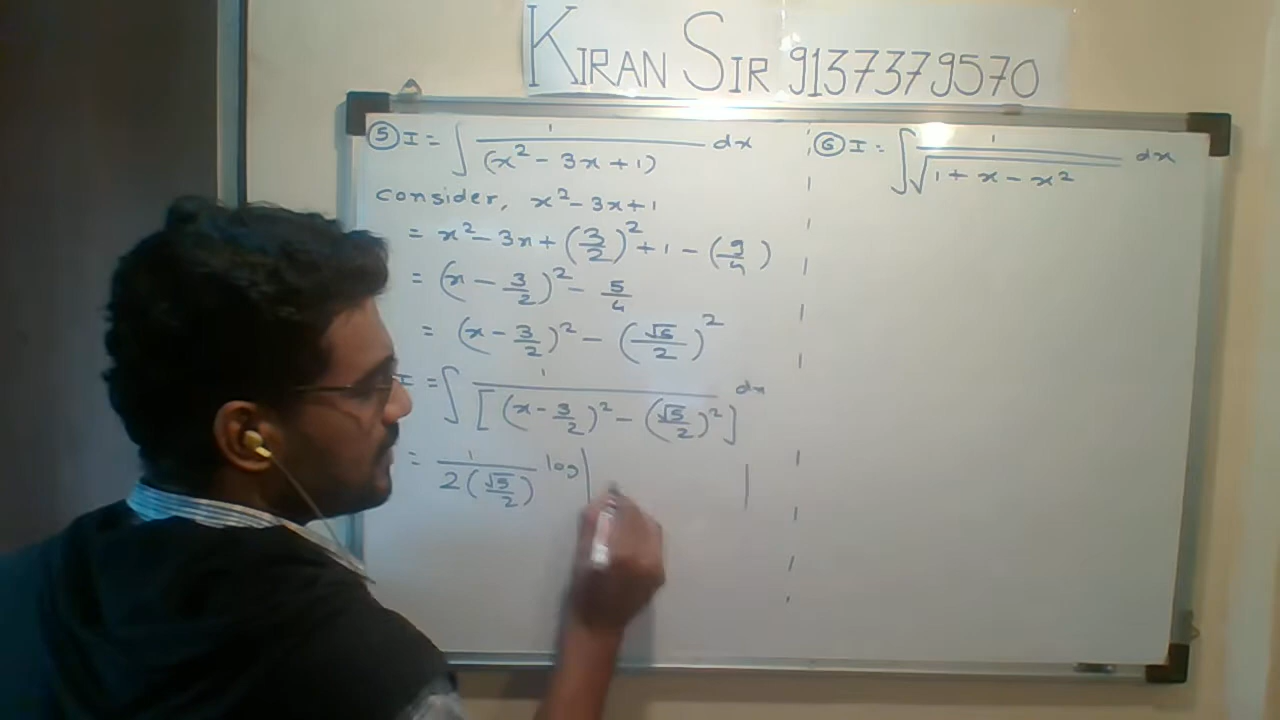 KIRAN SIR 9137379570
⑤ I = ∫ 1/(x² - 3x + 1) dx
consider, x² - 3x + 1
= x² - 3x + (3/2)² + 1 - (9/4)
= (x - 3/2)² - 5/4
= (x - 3/2)² - (√5/2)²
I = ∫ 1/[(x - 3/2)² - (√5/2)²] dx
= 1/2(√5/2) log| |
⑥ I = ∫ 1/√(1 + x - x²) dx